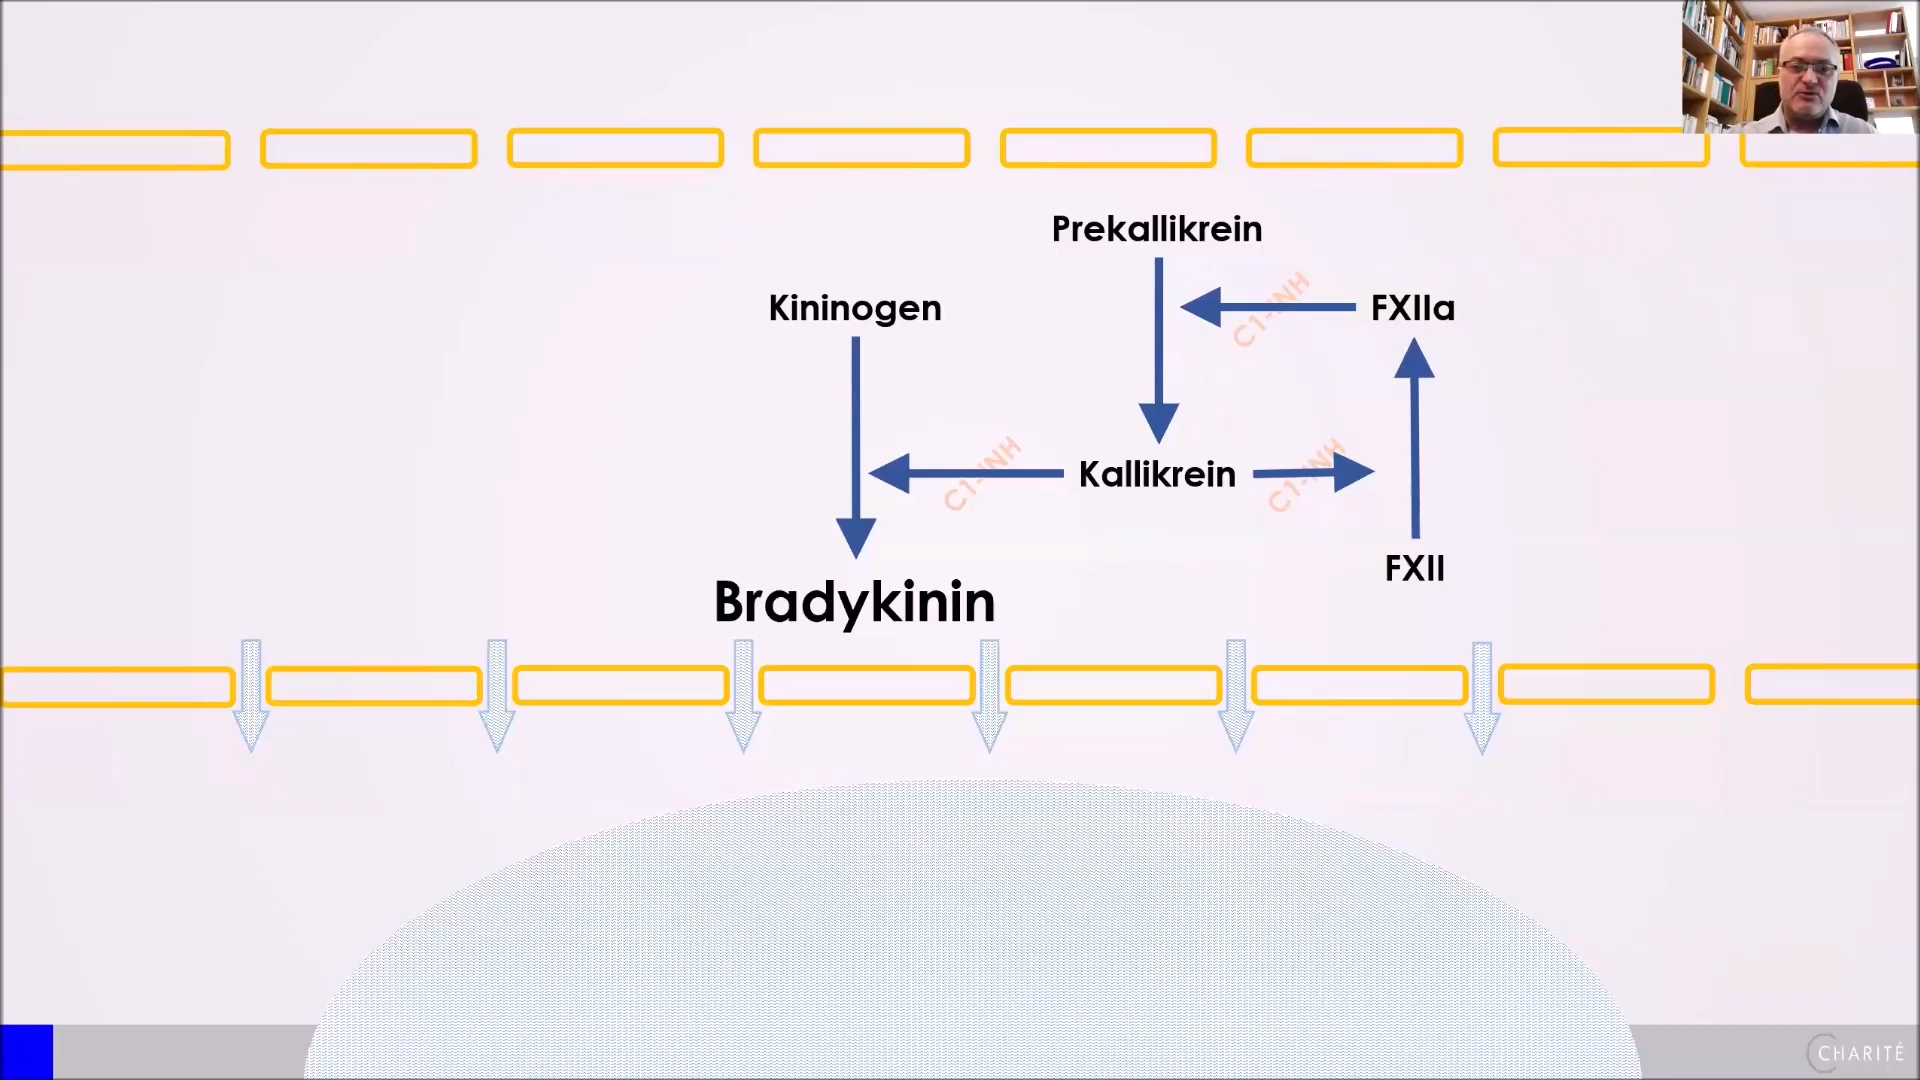 Prekallikrein
Kininogen
C1-INH
FXIIa
C1-INH
Kallikrein
C1-INH
FXII
Bradykinin
CHARITÉ